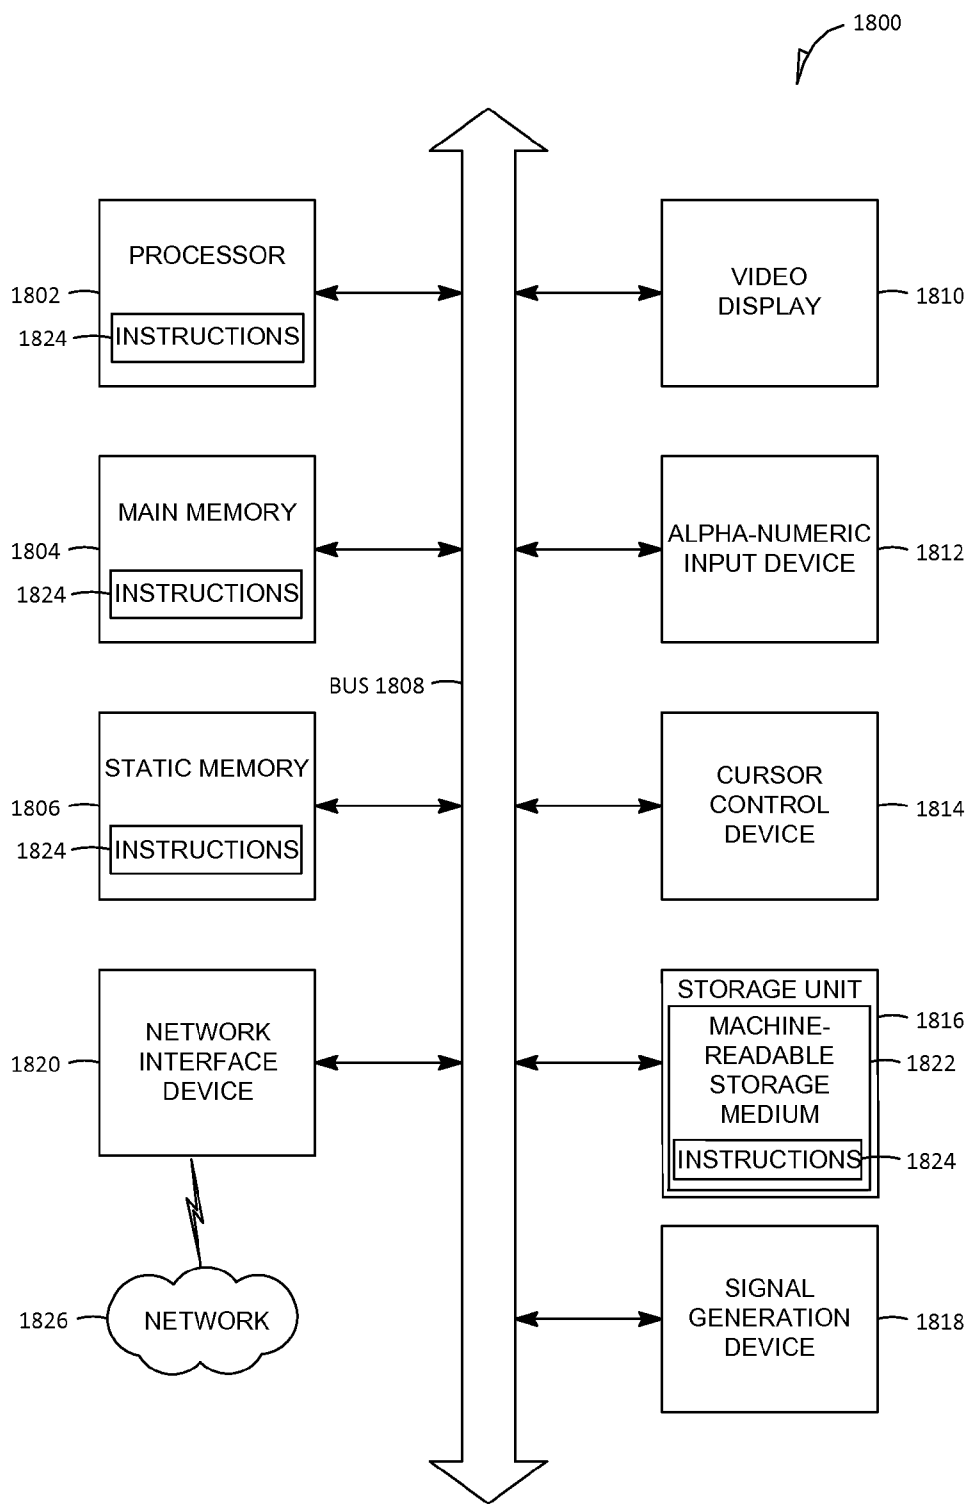 1800
PROCESSOR
1802
1824
INSTRUCTIONS
VIDEO
DISPLAY
1810
MAIN MEMORY
1804
1824
INSTRUCTIONS
ALPHA-NUMERIC
INPUT DEVICE
1812
BUS 1808
STATIC MEMORY
1806
1824
INSTRUCTIONS
CURSOR
CONTROL
DEVICE
1814
NETWORK
INTERFACE
DEVICE
1820
STORAGE UNIT
1816
MACHINE-
READABLE
STORAGE
MEDIUM
1822
INSTRUCTIONS
1824
NETWORK
1826
SIGNAL
GENERATION
DEVICE
1818